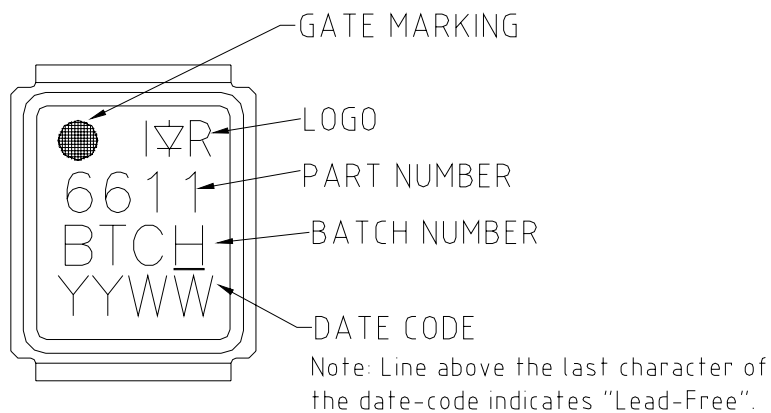 GATE MARKING
I R
LOGO
6611
PART NUMBER
BTCH
BATCH NUMBER
YYWW
DATE CODE
Note: Line above the last character of
the date-code indicates "Lead-Free".